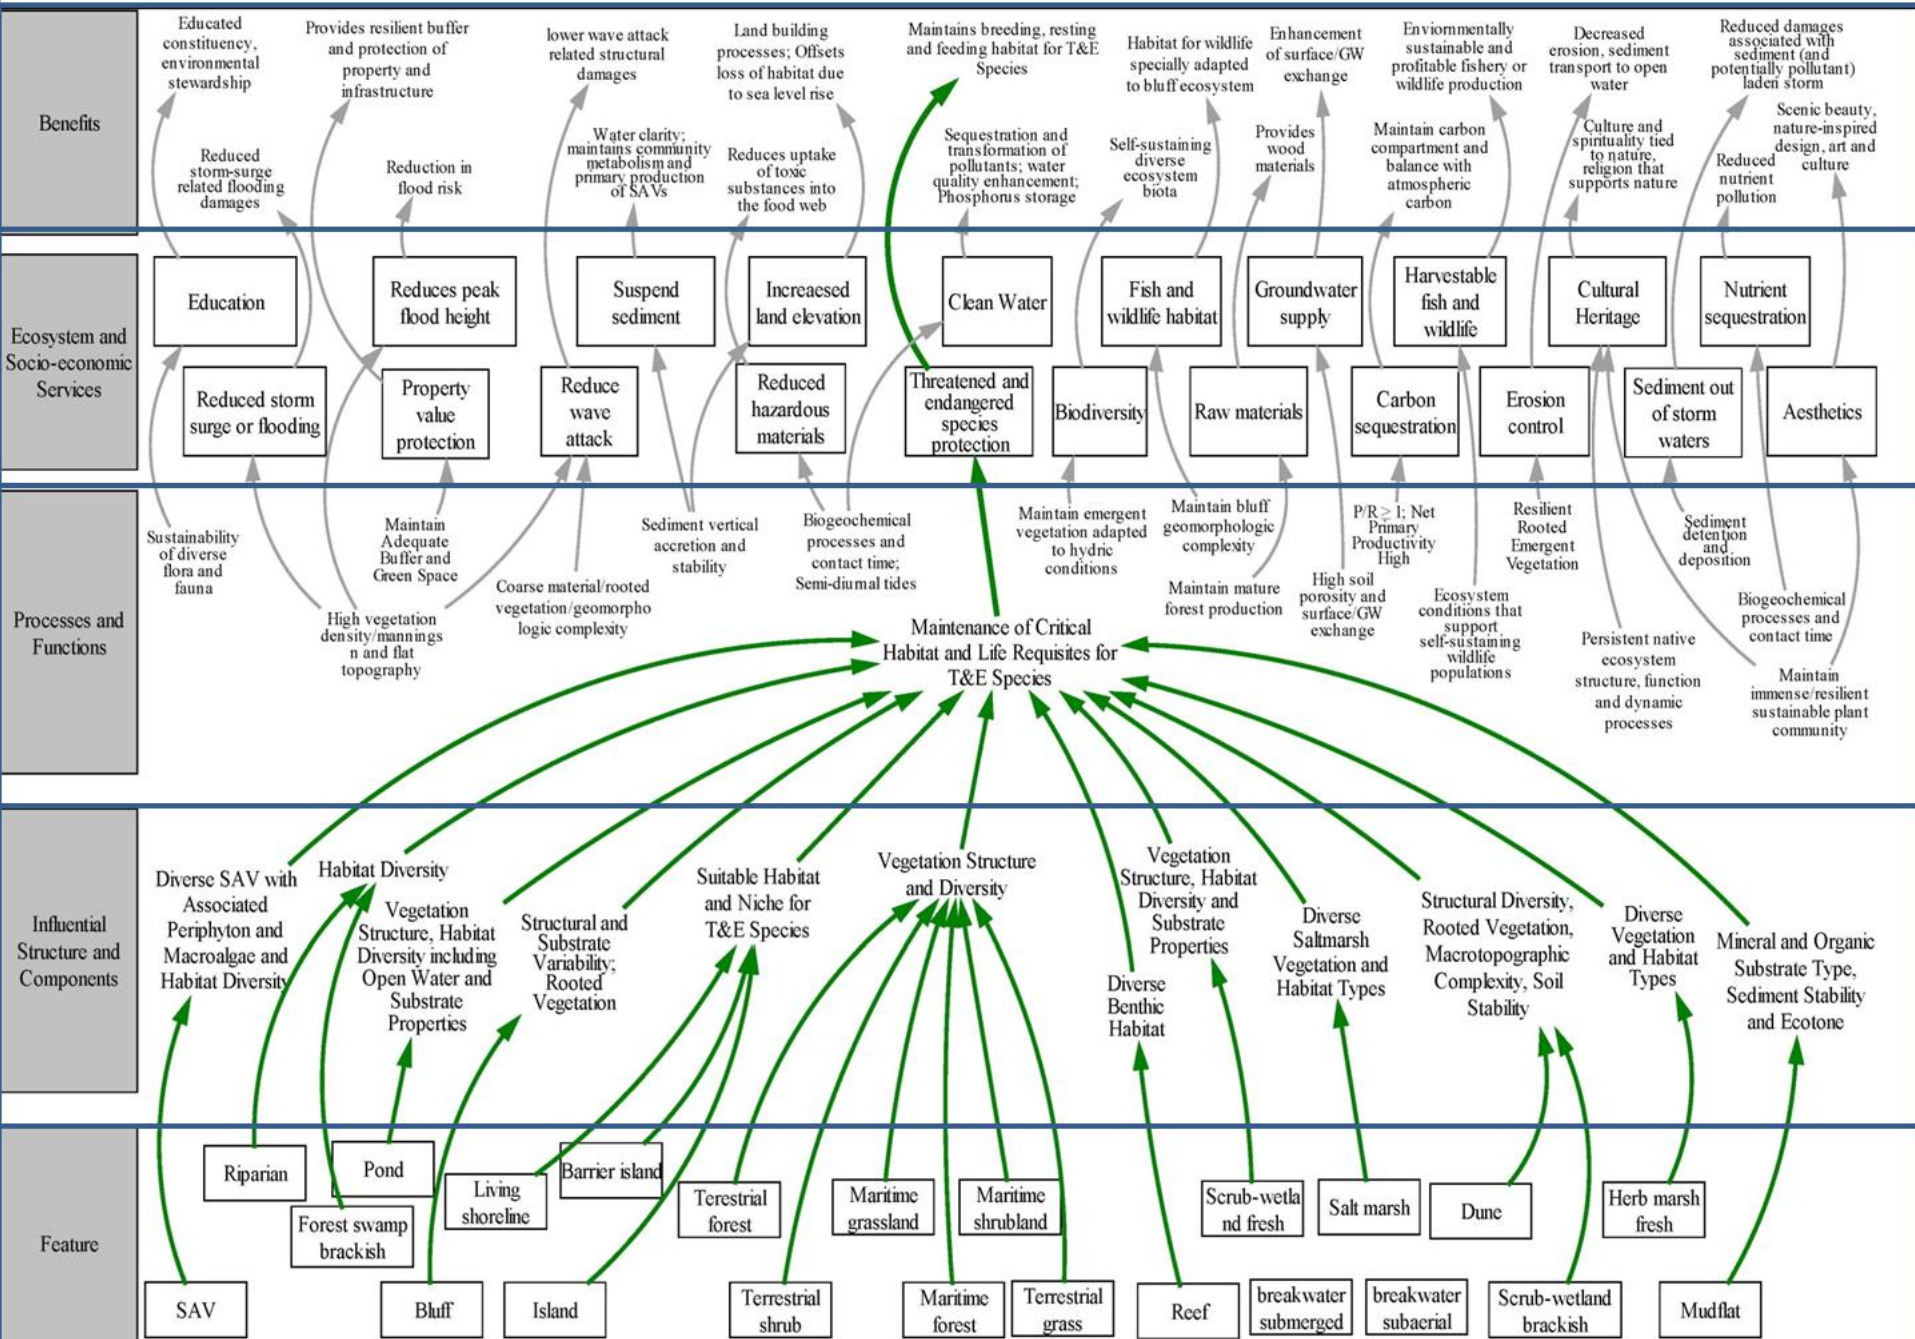 Benefits
Educated
constituency,
environmental
stewardship
Reduced
storm-surge
related flooding
damages
Provides resilient buffer
and protection of
property and
infrastructure
Reduction in
flood risk
lower wave attack
related structural
damages
Water clarity;
maintains community
metabolism and
primary production
of SAVs
Land building
processes; Offsets
loss of habitat due
to sea level rise
Reduces uptake
of toxic
substances into
the food web
Maintains breeding, resting
and feeding habitat for T&E
Species
Sequestration and
transformation of
pollutants; water
quality enhancement;
Phosphorus storage
Habitat for wildlife
specially adapted
to bluff ecosystem
Self-sustaining
diverse
ecosystem
biota
Enhancement
of surface/GW
exchange
Provides
wood
materials
Enviornmentally
sustainable and
profitable fishery or
wildlife production
Maintain carbon
compartment and
balance with
atmospheric
carbon
Decreased
erosion, sediment
transport to open
water
Culture and
spirituality tied
to nature,
religion that
supports nature
Reduced damages
associated with
sediment (and
potentially pollutant)
laden storm
Reduced
nutrient
pollution
Scenic beauty,
nature-inspired
design, art and
culture
Ecosystem and
Socio-economic
Services
Education
Reduces peak
flood height
Suspend
sediment
Increaesed
land elevation
Clean Water
Fish and
wildlife habitat
Groundwater
supply
Harvestable
fish and
wildlife
Cultural
Heritage
Nutrient
sequestration
Reduced storm
surge or flooding
Property
value
protection
Reduce
wave
attack
Reduced
hazardous
materials
Threatened and
endangered
species
protection
Biodiversity
Raw materials
Carbon
sequestration
Erosion
control
Sediment out
of storm
waters
Aesthetics
Processes and
Functions
Sustainability
of diverse
flora and
fauna
High vegetation
density/mannings
n and flat
topography
Maintain
Adequate
Buffer and
Green Space
Coarse material/rooted
vegetation/geomorpho
logic complexity
Sediment vertical
accretion and
stability
Biogeochemical
processes and
contact time;
Semi-diurnal tides
Maintenance of Critical
Habitat and Life Requisites for
T&E Species
Maintain emergent
vegetation adapted
to hydric
conditions
Maintain bluff
geomorphologic
complexity
Maintain mature
forest production
High soil
porosity and
surface/GW
exchange
P/R ≥ 1; Net
Primary
Productivity
High
Ecosystem
conditions that
support
self-sustaining
wildlife
populations
Resilient
Rooted
Emergent
Vegetation
Persistent native
ecosystem
structure, function
and dynamic
processes
Sediment
detention
and
deposition
Biogeochemical
processes and
contact time
Maintain
immense/resilient
sustainable plant
community
Influential
Structure and
Components
Diverse SAV with
Associated
Periphyton and
Macroalgae and
Habitat Diversity
Habitat Diversity
Vegetation
Structure, Habitat
Diversity including
Open Water and
Substrate
Properties
Structural and
Substrate
Variability;
Rooted
Vegetation
Suitable Habitat
and Niche for
T&E Species
Vegetation Structure
and Diversity
Diverse
Benthic
Habitat
Vegetation
Structure, Habitat
Diversity and
Substrate
Properties
Diverse
Saltmarsh
Vegetation and
Habitat Types
Structural Diversity,
Rooted Vegetation,
Macrotopographic
Complexity, Soil
Stability
Diverse
Vegetation
and Habitat
Types
Mineral and Organic
Substrate Type,
Sediment Stability
and Ecotone
Feature
Riparian
Pond
Forest swamp
brackish
Living
shoreline
Barrier island
Terestrial
forest
Maritime
grassland
Maritime
shrubland
Scrub-wetla
nd fresh
Salt marsh
Dune
Herb marsh
fresh
SAV
Bluff
Island
Terrestrial
shrub
Maritime
forest
Terrestrial
grass
Reef
breakwater
submerged
breakwater
subaerial
Scrub-wetland
brackish
Mudflat